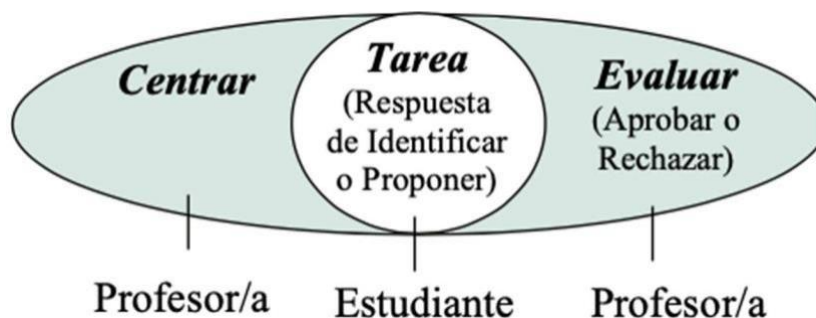 Centrar
Tarea
(Respuesta
de Identificar
o Proponer)
Evaluar
(Aprobar o
Rechazar)
Profesor/a
Estudiante
Profesor/a